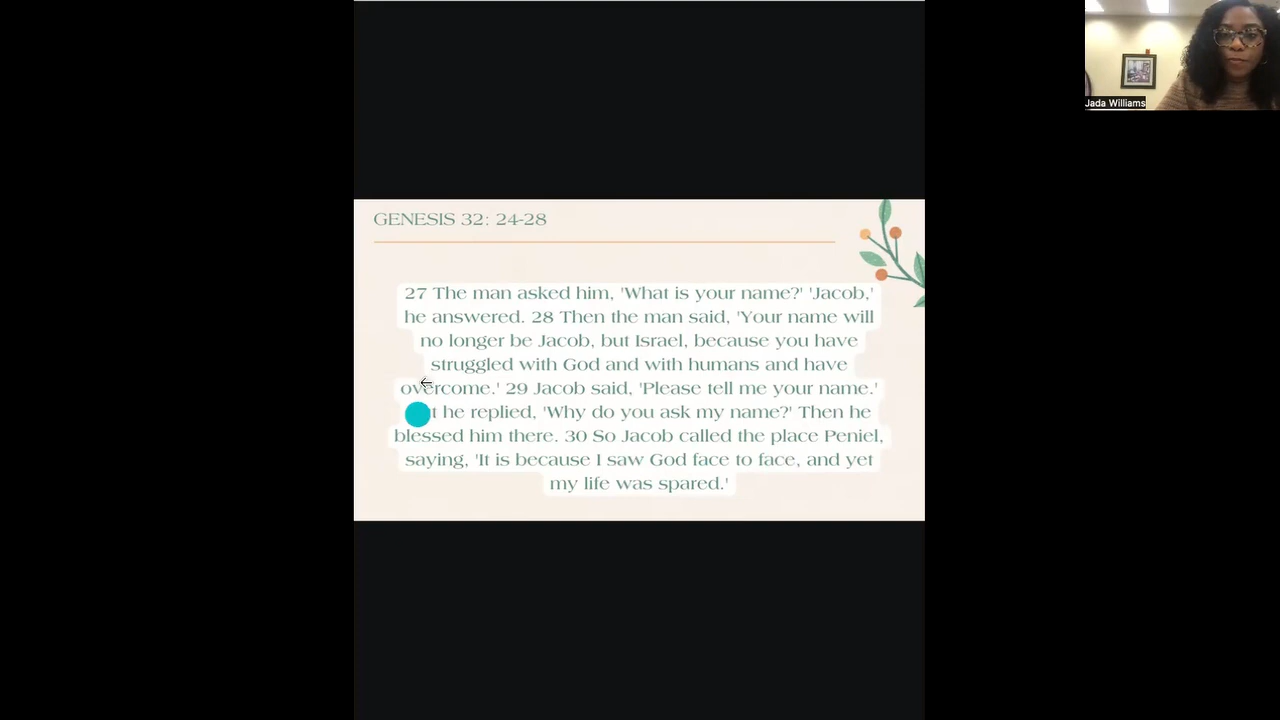 Jada Williams
GENESIS 32: 24-28
27 The man asked him, 'What is your name?' 'Jacob,'
he answered. 28 Then the man said, 'Your name will
no longer be Jacob, but Israel, because you have
struggled with God and with humans and have
overcome.' 29 Jacob said, 'Please tell me your name.'
he replied, 'Why do you ask my name?' Then he
blessed him there. 30 So Jacob called the place Peniel,
saying, 'It is because I saw God face to face, and yet
my life was spared.'